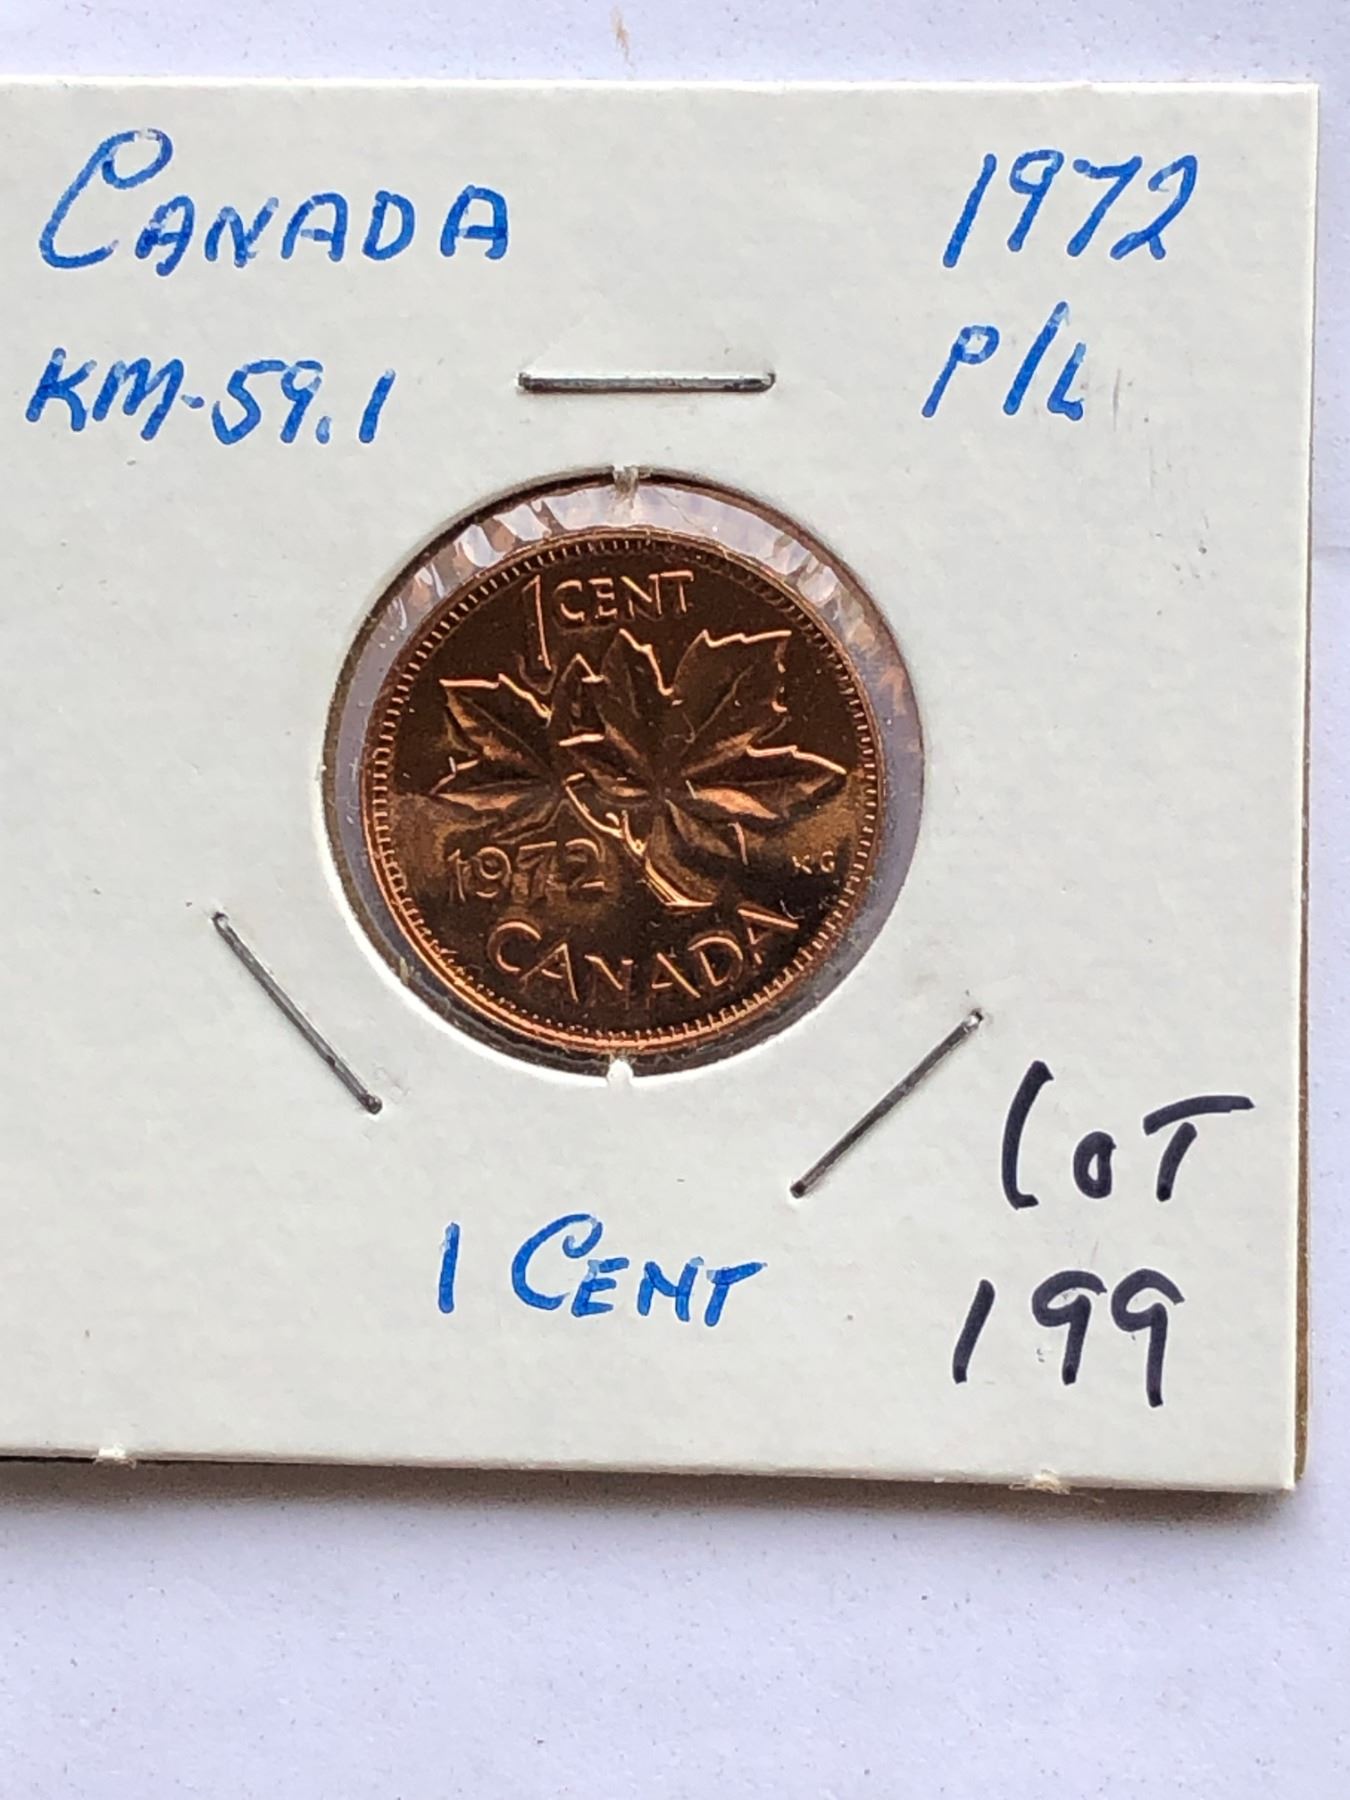 CANADA 1972
KM-59.1 P/L
1 CENT
1972 KG
CANADA
1 CENT
LOT
199